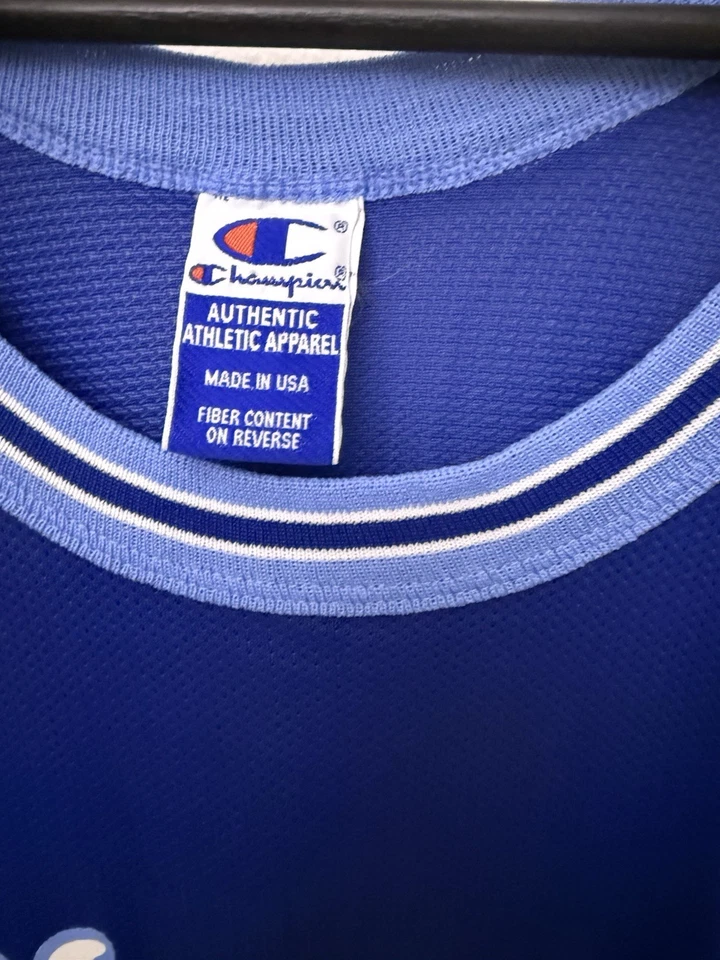 Champion®
AUTHENTIC
ATHLETIC APPAREL
MADE IN USA
FIBER CONTENT
ON REVERSE